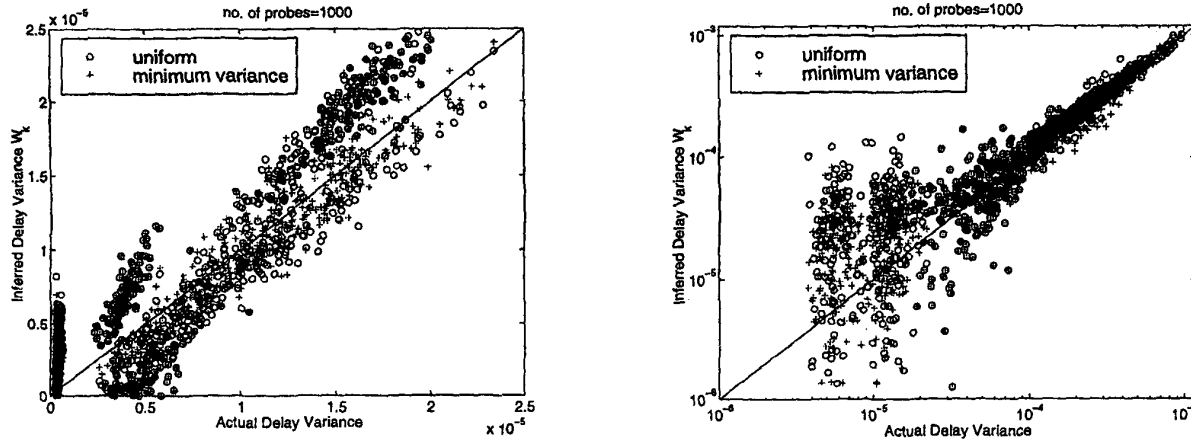 no. of probes=1000
x 10⁻⁵
2.5
2
1.5
1
0.5
0
Inferred Delay Variance W_k
uniform
minimum variance
0
0.5
1
1.5
2
2.5
x 10⁻⁵
Actual Delay Variance
no. of probes=1000
10⁻³
10⁻⁴
10⁻⁵
10⁻⁶
Inferred Delay Variance W_k
uniform
minimum variance
10⁻⁶
10⁻⁵
10⁻⁴
Actual Delay Variance